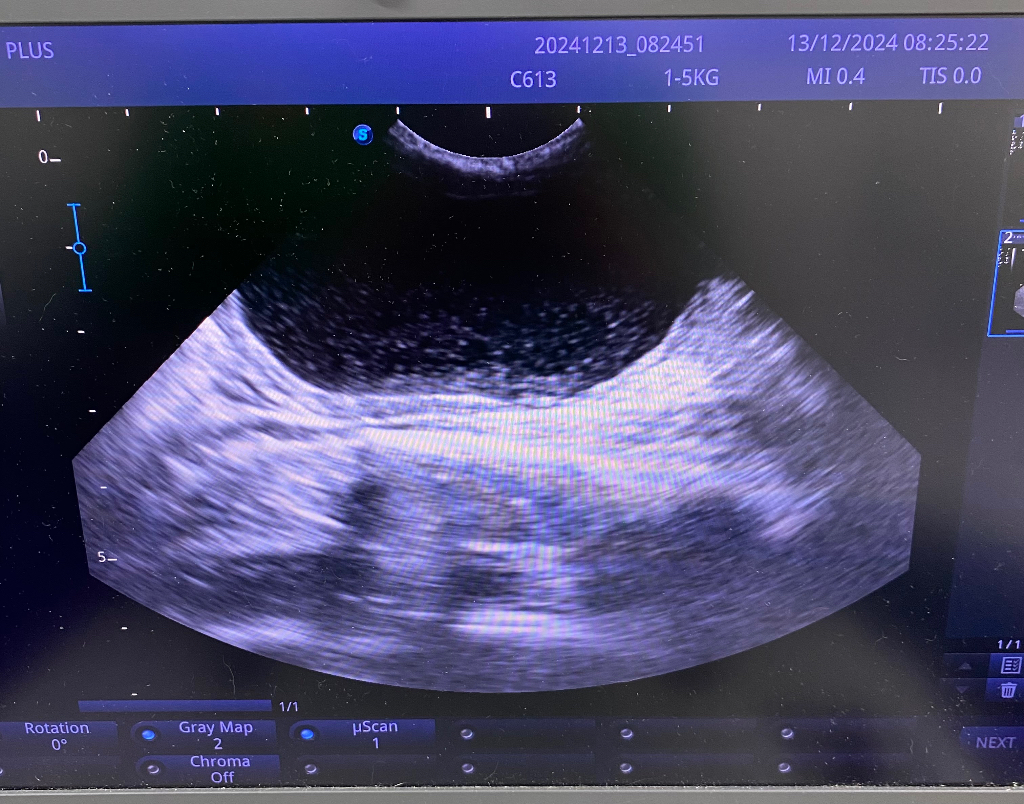 PLUS
20241213_082451
13/12/2024 08:25:22
C613
1-5KG
MI 0.4
TIS 0.0
S
0
2
5
1/1
1/1
Rotation
0°
Gray Map
2
µScan
1
Chroma
Off
NEXT